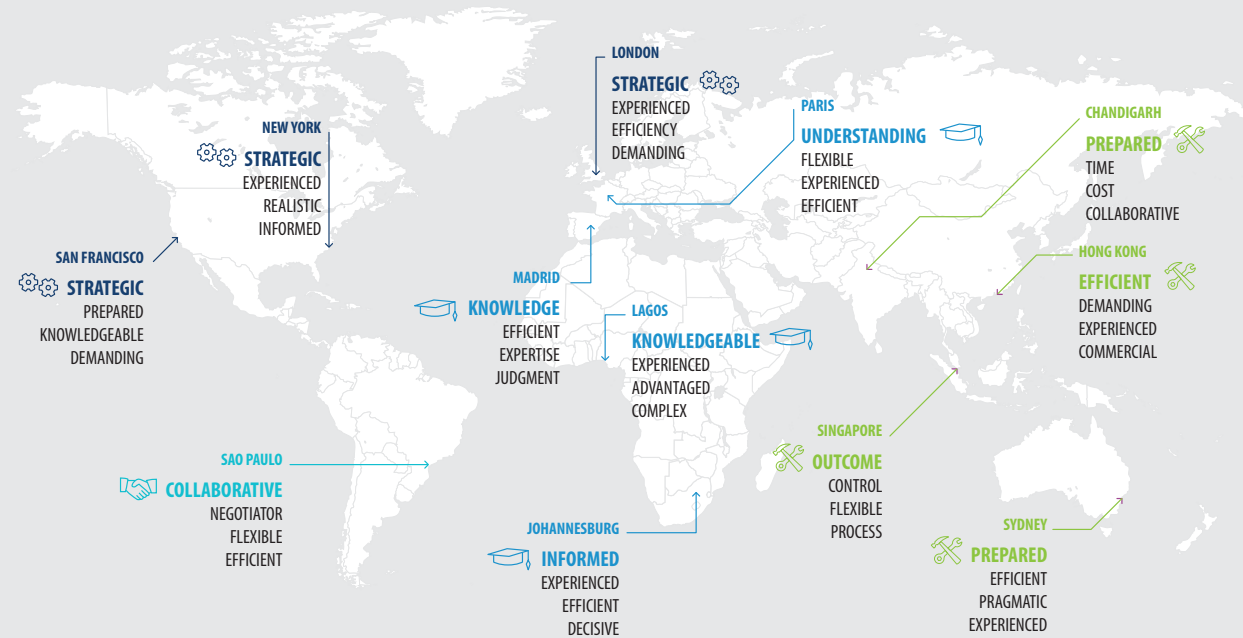 LONDON
STRATEGIC
EXPERIENCED
EFFICIENCY
DEMANDING
PARIS
UNDERSTANDING
FLEXIBLE
EXPERIENCED
EFFICIENT
CHANDIGARH
PREPARED
TIME
COST
COLLABORATIVE
NEW YORK
STRATEGIC
EXPERIENCED
REALISTIC
INFORMED
SAN FRANCISCO
STRATEGIC
PREPARED
KNOWLEDGEABLE
DEMANDING
MADRID
KNOWLEDGE
EFFICIENT
EXPERTISE
JUDGMENT
LAGOS
KNOWLEDGEABLE
EXPERIENCED
ADVANTAGED
COMPLEX
HONG KONG
EFFICIENT
DEMANDING
EXPERIENCED
COMMERCIAL
SAO PAULO
COLLABORATIVE
NEGOTIATOR
FLEXIBLE
EFFICIENT
JOHANNESBURG
INFORMED
EXPERIENCED
EFFICIENT
DECISIVE
SINGAPORE
OUTCOME
CONTROL
FLEXIBLE
PROCESS
SYDNEY
PREPARED
EFFICIENT
PRAGMATIC
EXPERIENCED